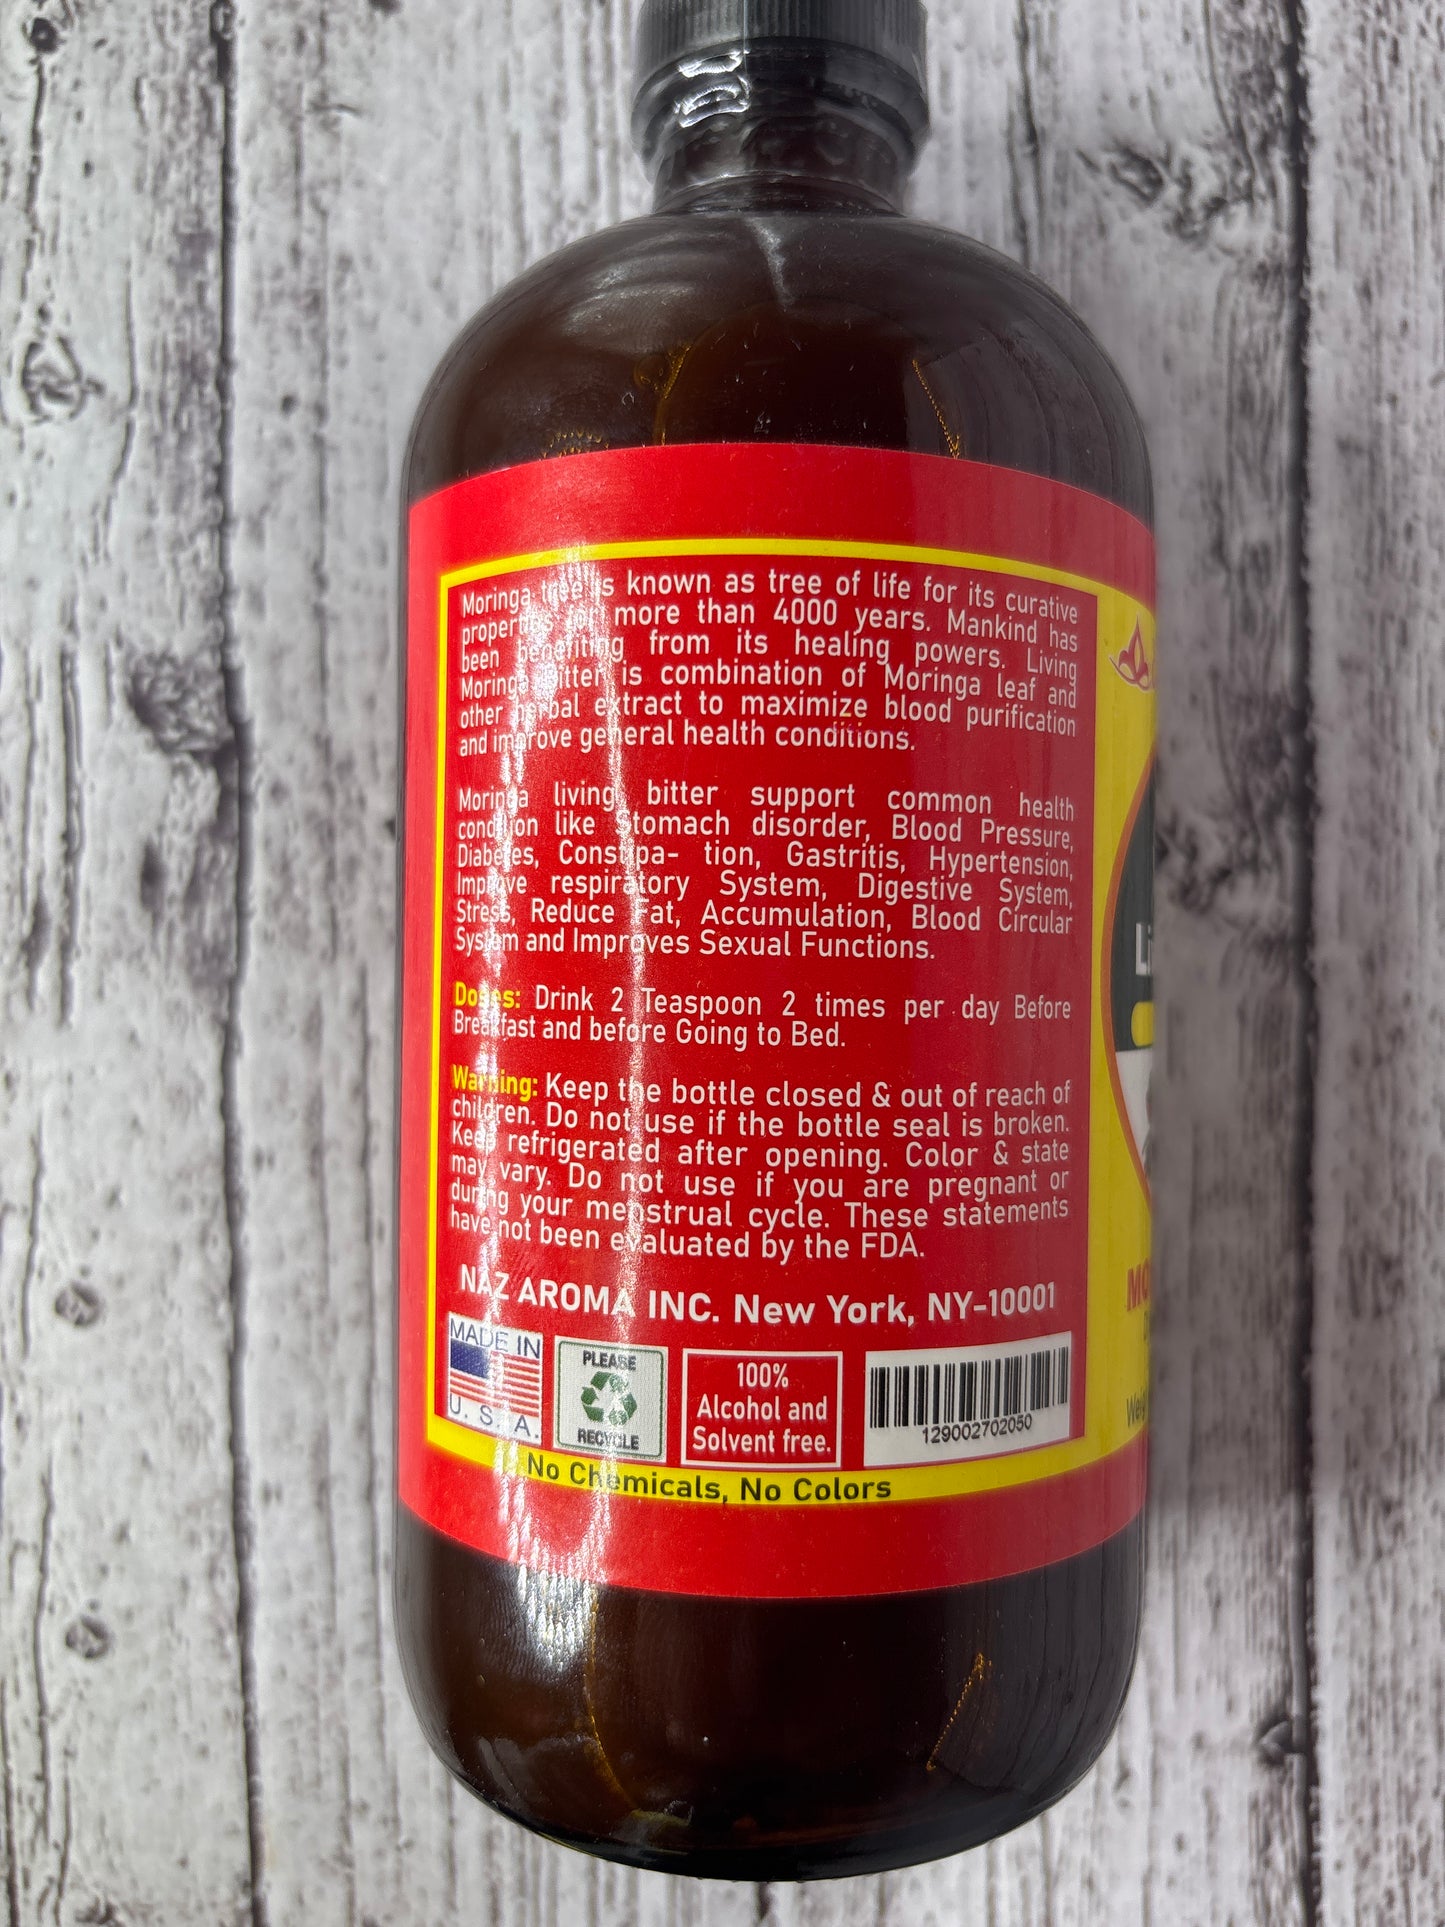 Moringa tree is known as tree of life for its curative
properties for more than 4000 years. Mankind has
been benefiting from its healing powers. Living
Moringa Bitter is combination of Moringa leaf and
other herbal extract to maximize blood purification
and improve general health conditions.
Moringa living bitter support common health
condition like Stomach disorder, Blood Pressure,
Diabetes, Constipa- tion, Gastritis, Hypertension,
Improve respiratory System, Digestive System,
Stress, Reduce Fat, Accumulation, Blood Circular
System and Improves Sexual Functions.
Doses: Drink 2 Teaspoon 2 times per day Before
Breakfast and before Going to Bed.
Warning: Keep the bottle closed & out of reach of
children. Do not use if the bottle seal is broken.
Keep refrigerated after opening. Color & state
may vary. Do not use if you are pregnant or
during your menstrual cycle. These statements
have not been evaluated by the FDA.
NAZ AROMA INC. New York, NY-10001
MADE IN
U. S. A.
PLEASE
RECYCLE
100%
Alcohol and
Solvent free.
129002702050
No Chemicals, No Colors